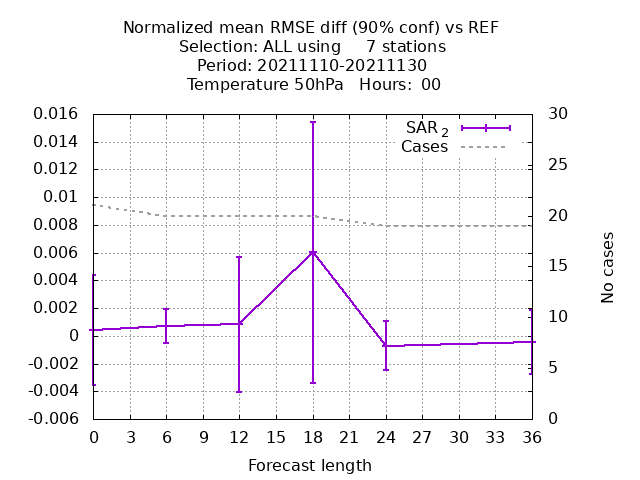 Normalized mean RMSE diff (90% conf) vs REF
Selection: ALL using     7 stations
Period: 20211110-20211130
Temperature 50hPa   Hours:  00
0.016
0.014
0.012
0.01
0.008
0.006
0.004
0.002
0
-0.002
-0.004
-0.006
SAR 2
Cases
30
25
20
15
10
5
0
No cases
0 3 6 9 12 15 18 21 24 27 30 33 36
Forecast length